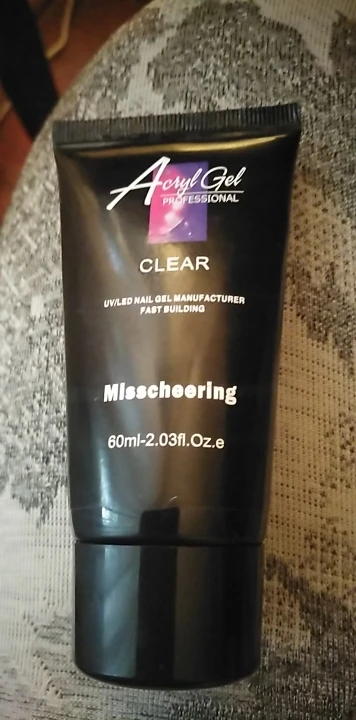 Acryl Gel
PROFESSIONAL
CLEAR
UV/LED NAIL GEL MANUFACTURER
FAST BUILDING
Misscheering
60ml-2.03fl.Oz.e